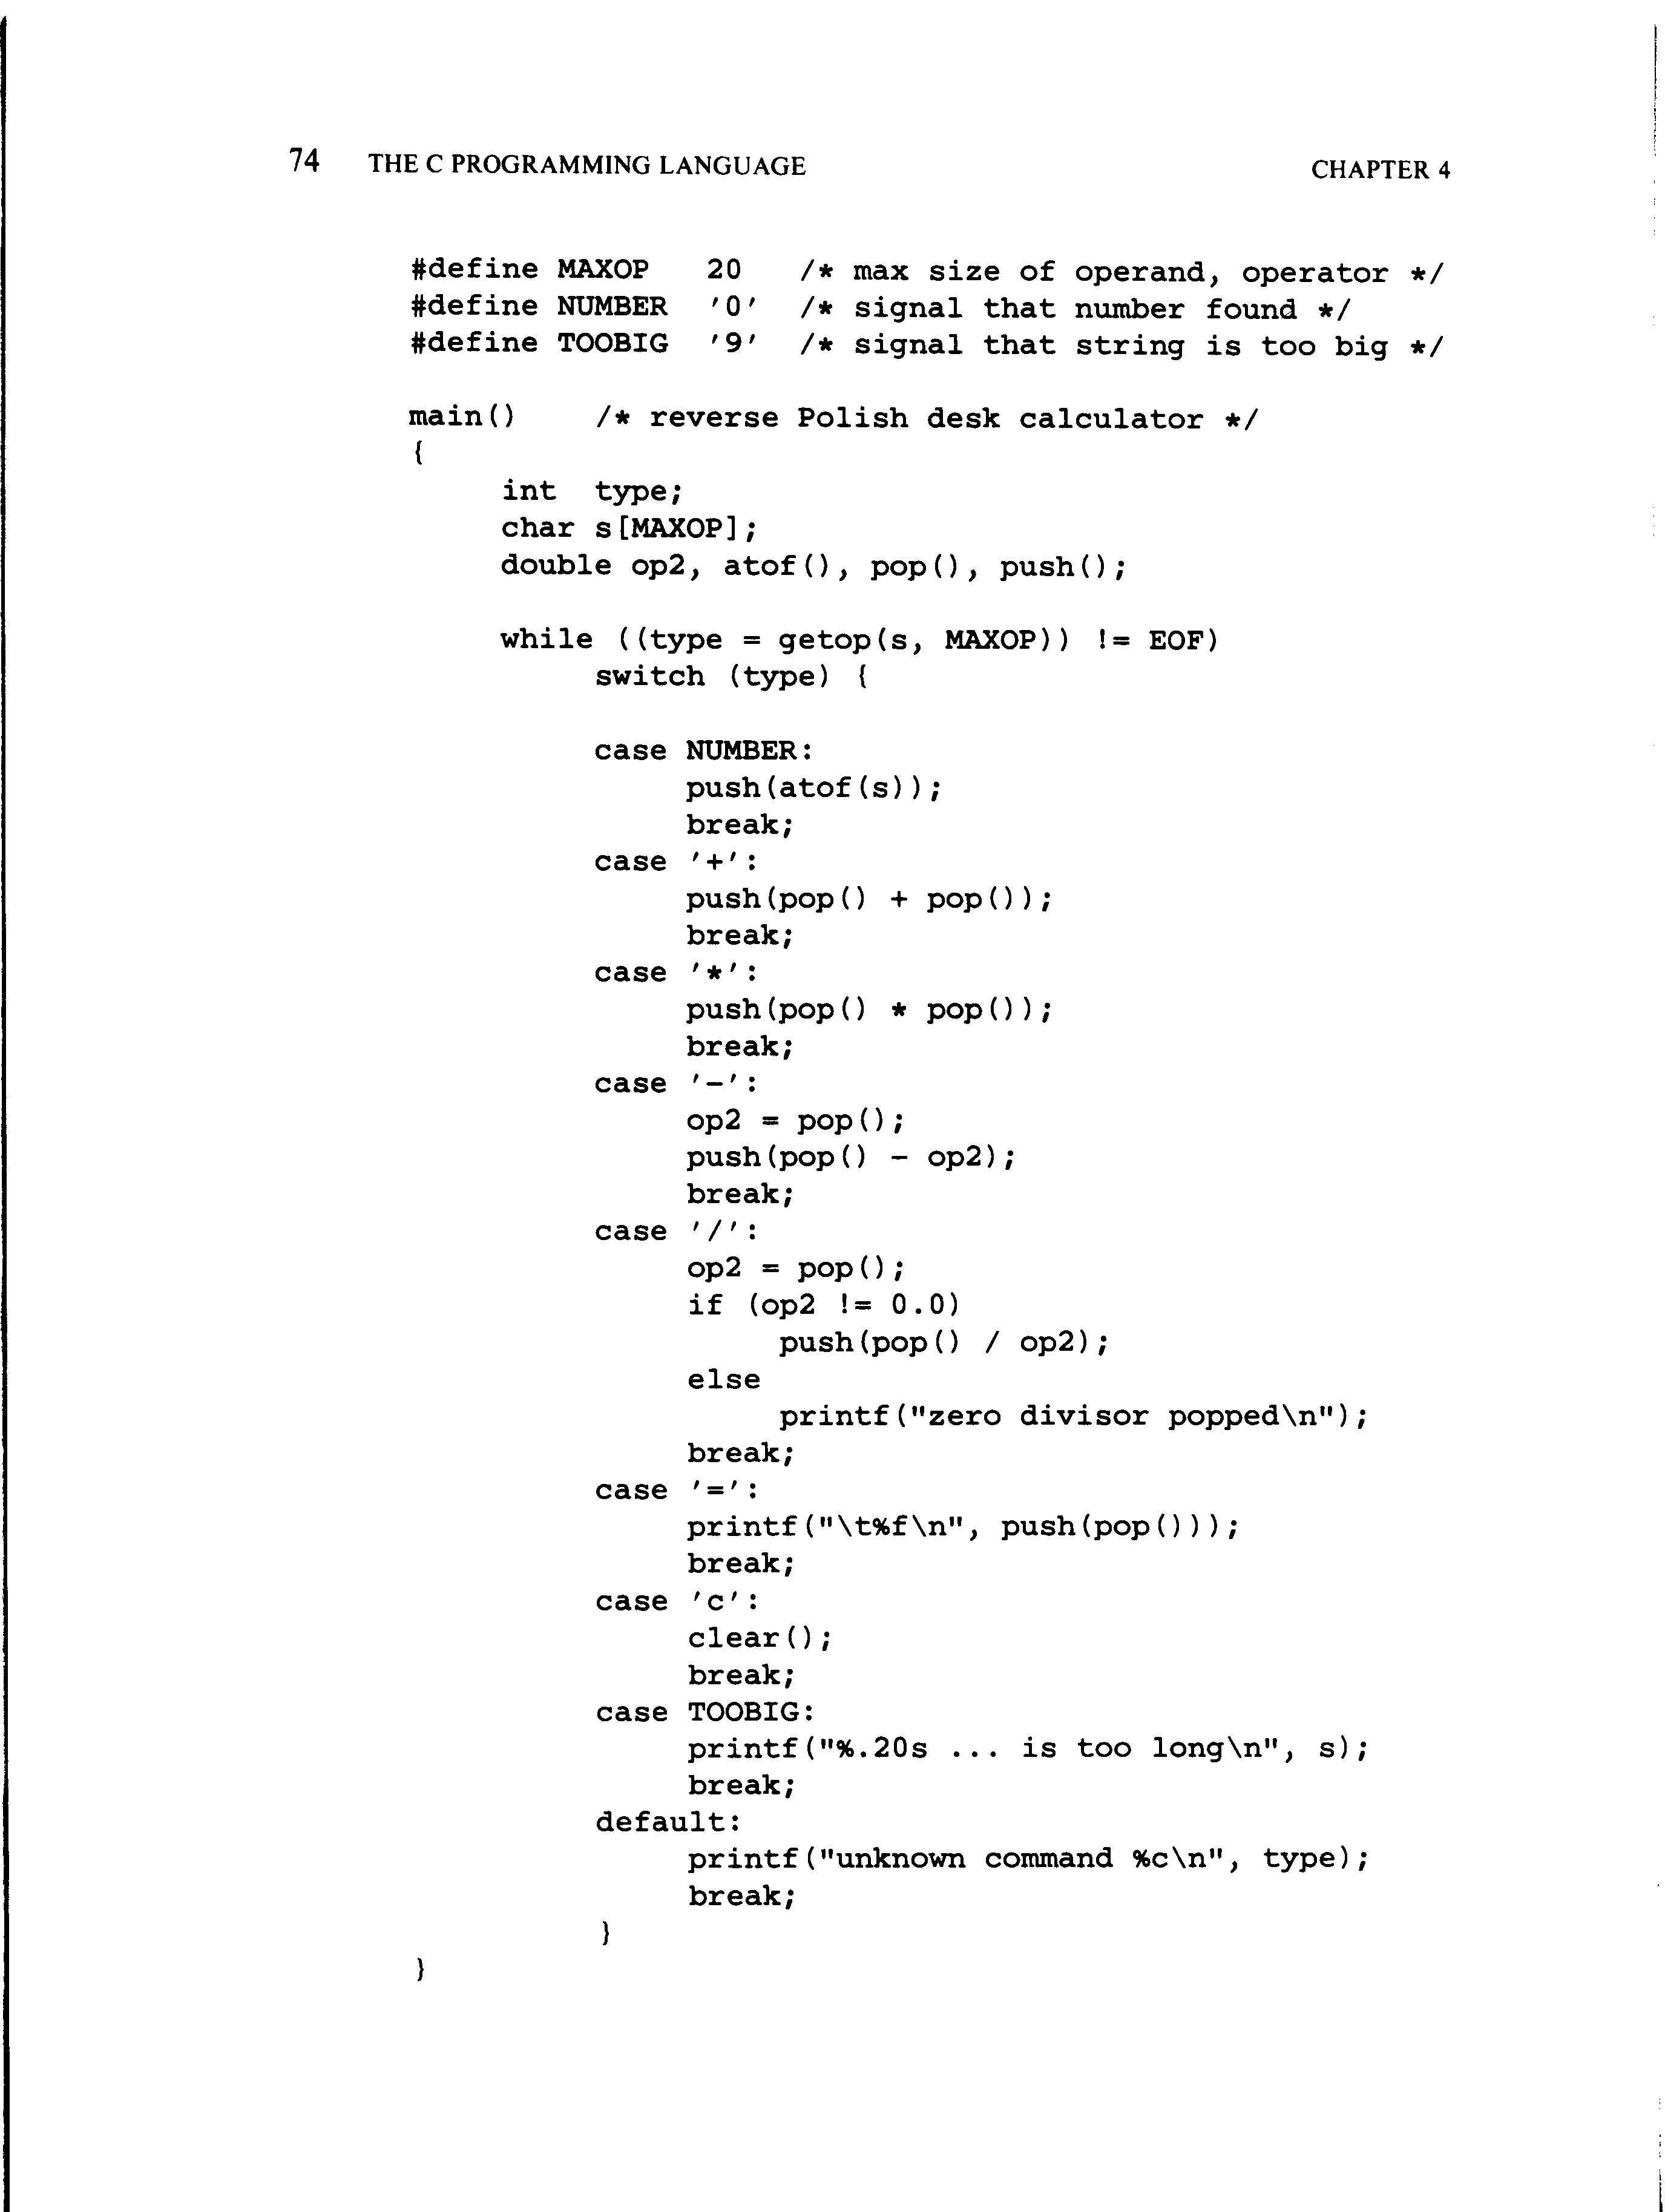 74 THE C PROGRAMMING LANGUAGE CHAPTER 4
#define MAXOP 20 /* max size of operand, operator */
#define NUMBER '0' /* signal that number found */
#define TOOBIG '9' /* signal that string is too big */
main() /* reverse Polish desk calculator */
{
int type;
char s[MAXOP];
double op2, atof(), pop(), push();
while ((type = getop(s, MAXOP)) != EOF)
switch (type) {
case NUMBER:
push(atof(s));
break;
case '+':
push(pop() + pop());
break;
case '*':
push(pop() * pop());
break;
case '-':
op2 = pop();
push(pop() - op2);
break;
case '/':
op2 = pop();
if (op2 != 0.0)
push(pop() / op2);
else
printf("zero divisor popped\n");
break;
case '=':
printf("\t%f\n", push(pop()));
break;
case 'c':
clear();
break;
case TOOBIG:
printf("%.20s ... is too long\n", s);
break;
default:
printf("unknown command %c\n", type);
break;
}
}